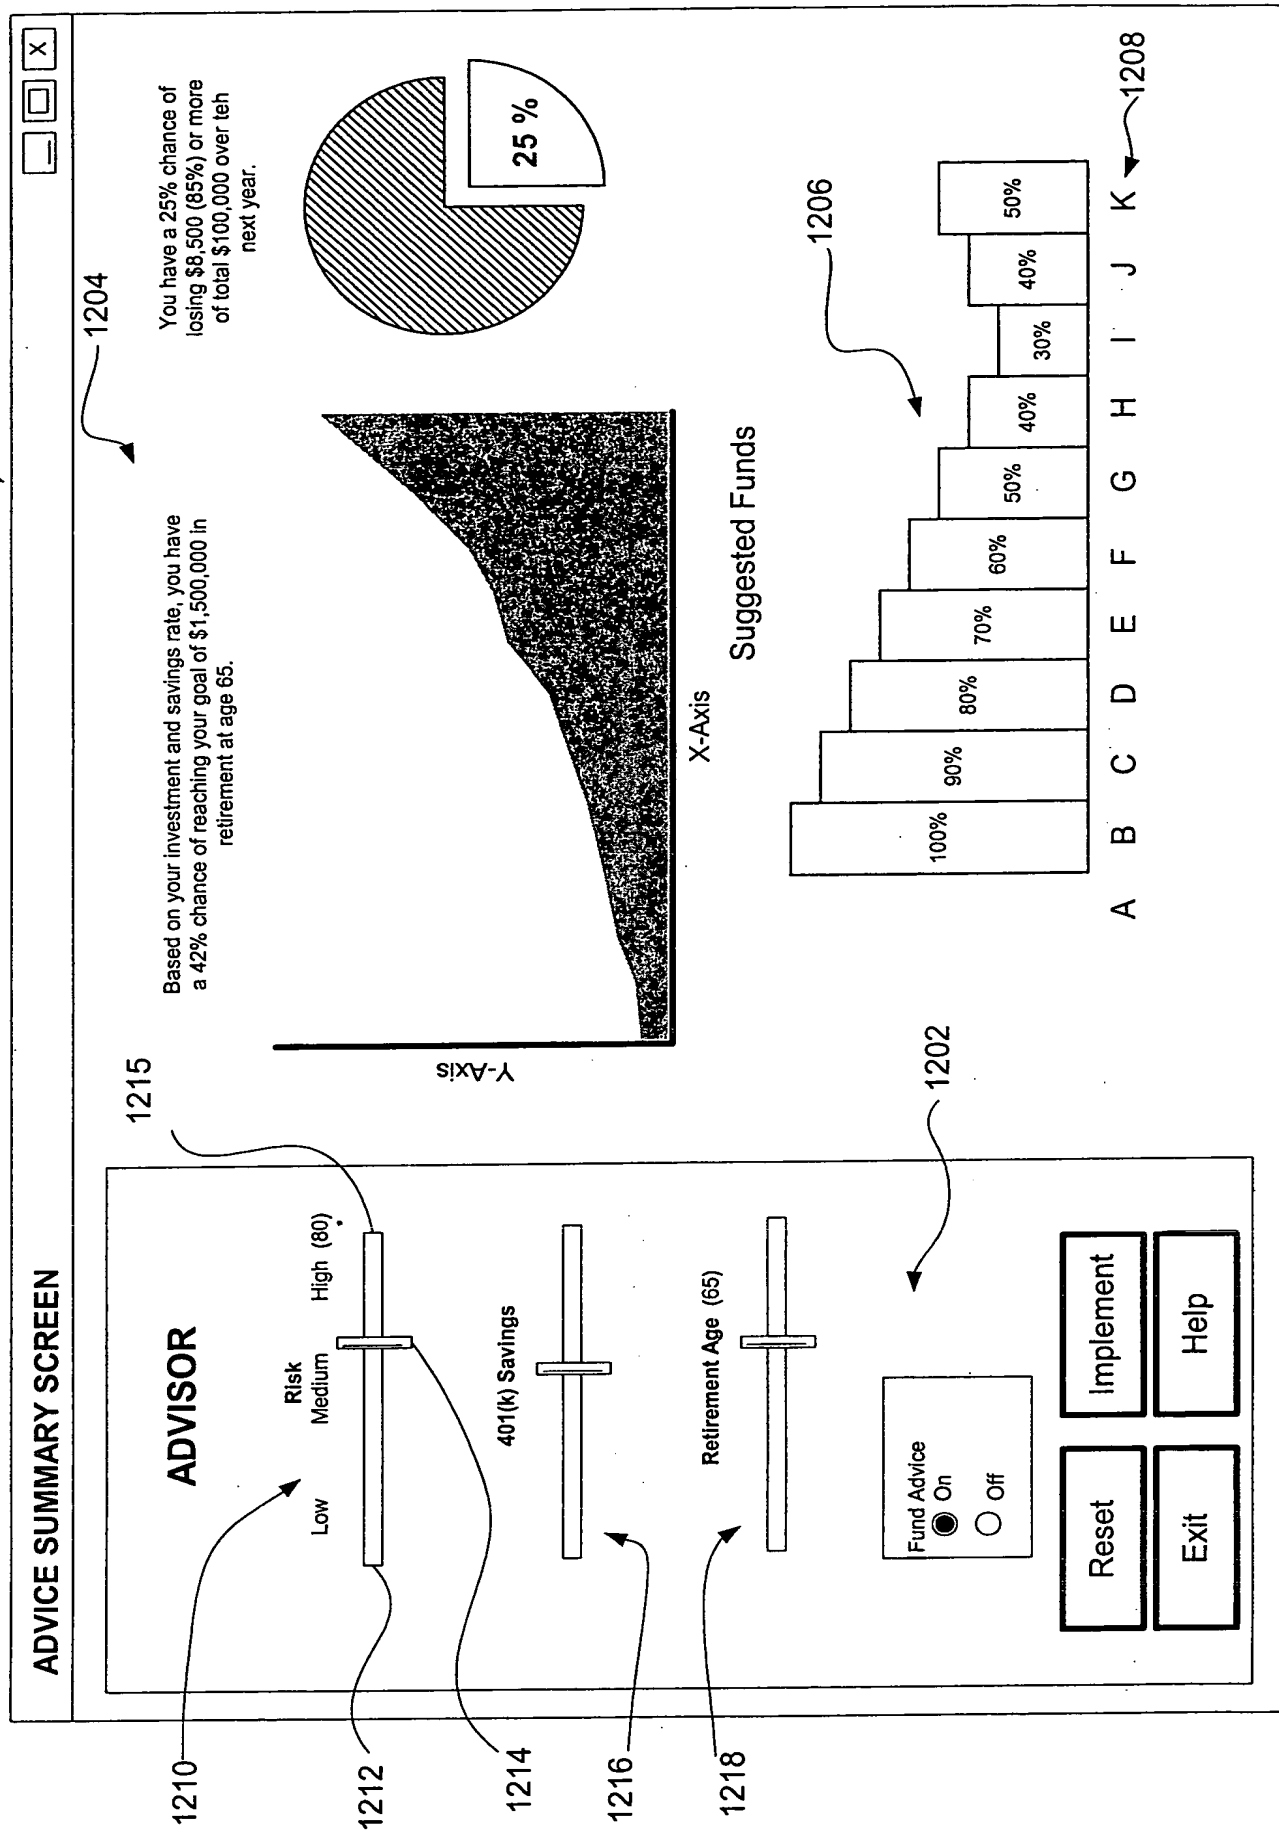 ADVICE SUMMARY SCREEN
X
1204
1215
ADVISOR
1210
Risk
Low
Medium
High (80)
1212
1214
401(k) Savings
1216
Retirement Age (65)
1218
1202
Fund Advice
On
Off
Reset
Implement
Exit
Help
Based on your investment and savings rate, you have
a 42% chance of reaching your goal of $1,500,000 in
retirement at age 65.
You have a 25% chance of
losing $8,500 (85%) or more
of total $100,000 over teh
next year.
Y-Axis
X-Axis
25 %
Suggested Funds
1206
100%
90%
80%
70%
60%
50%
40%
30%
40%
50%
A B C D E F G H I J K
1208